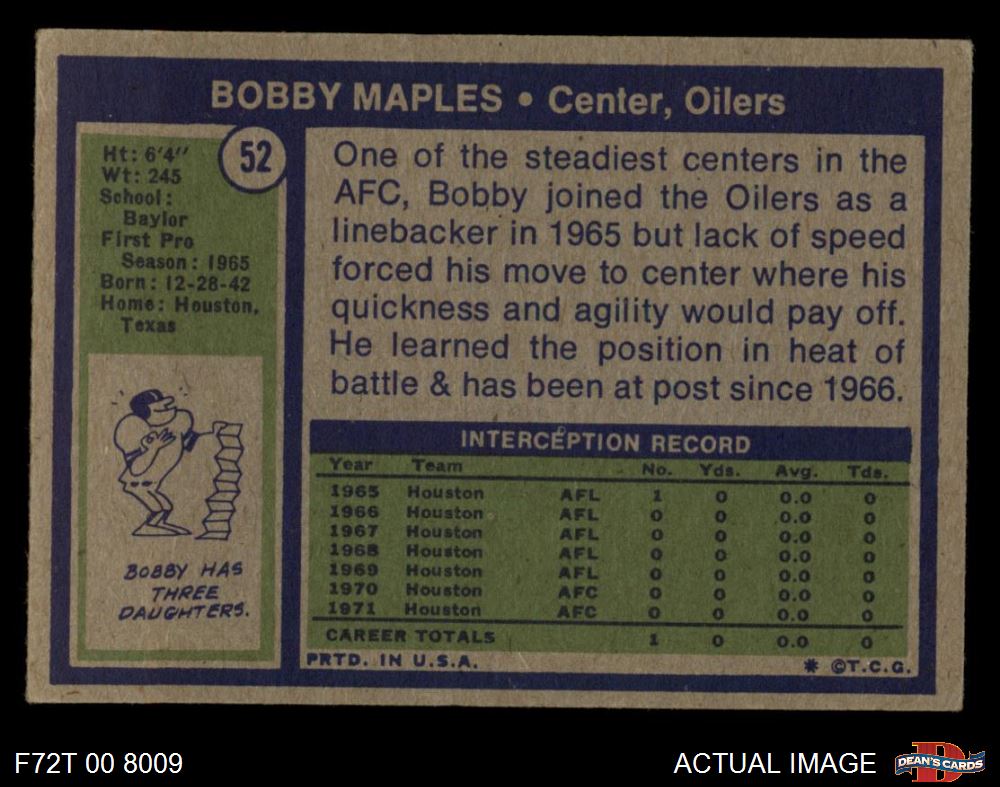 BOBBY MAPLES • Center, Oilers
52
Ht: 6'4''
Wt: 245
School:
Baylor
First Pro
Season: 1965
Born: 12-28-42
Home: Houston,
Texas
BOBBY HAS
THREE
DAUGHTERS.
One of the steadiest centers in the
AFC, Bobby joined the Oilers as a
linebacker in 1965 but lack of speed
forced his move to center where his
quickness and agility would pay off.
He learned the position in heat of
battle & has been at post since 1966.
INTERCEPTION RECORD
Year Team No. Yds. Avg. Tds.
1965 Houston AFL 1 0 0.0 0
1966 Houston AFL 0 0 0.0 0
1967 Houston AFL 0 0 0.0 0
1968 Houston AFL 0 0 0.0 0
1969 Houston AFL 0 0 0.0 0
1970 Houston AFC 0 0 0.0 0
1971 Houston AFC 0 0 0.0 0
CAREER TOTALS 1 0 0.0 0
PRTD. IN U.S.A. * ©T.C.G.
F72T 00 8009
ACTUAL IMAGE
D
DEAN'S CARDS